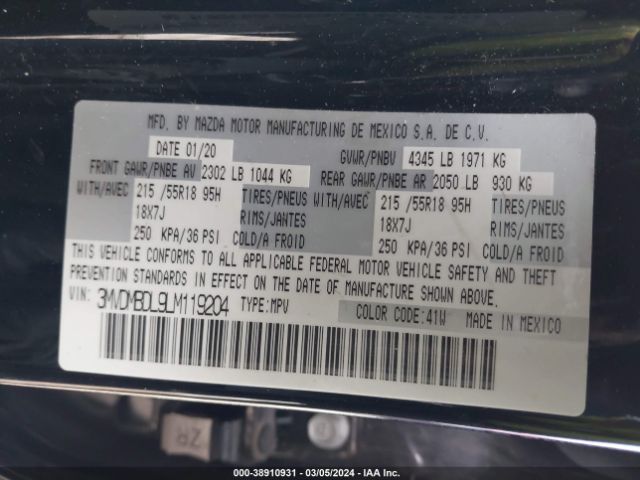 MFD. BY MAZDA MOTOR MANUFACTURING DE MEXICO S.A. DE C.V.
DATE 01/20 GVWR/PNBV 4345 LB 1971 KG
FRONT GAWR/PNBE AV 2302 LB 1044 KG REAR GAWR/PNBE AR 2050 LB 930 KG
WITH/AVEC 215 /55R18 95H TIRES/PNEUS WITH/AVEC 215 /55R18 95H TIRES/PNEUS
18X7J RIMS/JANTES 18X7J RIMS/JANTES
250 KPA/36 PSI COLD/A FROID 250 KPA/36 PSI COLD/A FROID
THIS VEHICLE CONFORMS TO ALL APPLICABLE FEDERAL MOTOR VEHICLE SAFETY AND THEFT
PREVENTION STANDARDS IN EFFECT ON THE DATE OF MANUFACTURE SHOWN ABOVE.
VIN: 3MVDMBDL9LM119204 TYPE:MPV COLOR CODE:41W MADE IN MEXICO
ZR
000-38910931 - 03/05/2024 - IAA Inc.